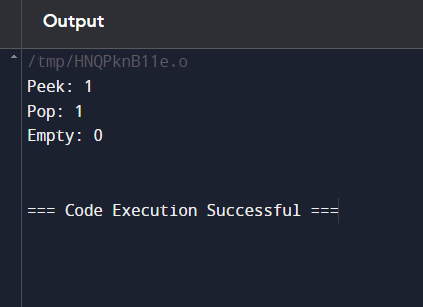 Output
/tmp/HNQPknB11e.o
Peek: 1
Pop: 1
Empty: 0
=== Code Execution Successful ===